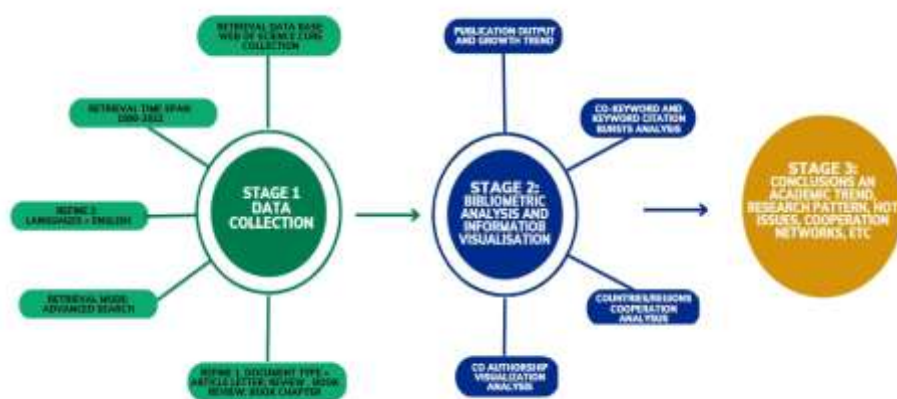 RETRIEVAL DATA BASE:
WEB OF SCIENCE CORE
COLLECTION
RETRIEVAL TIME SPAN:
REFINE 2:
LANGUAGES = ENGLISH
RETRIEVAL MODE:
ADVANCED SEARCH
REFINE 1. DOCUMENT TYPE =
ARTICLE LETTER; REVIEW, BOOK
REVIEW, BOOK CHAPTER
STAGE 1
DATA
COLLECTION
PUBLICATION OUTPUT
AND GROWTH TREND
CO-KEYWORD AND
KEYWORD CITATION
BURSTS ANALYSIS
STAGE 2:
BIBLIOMETRIC
ANALYSIS AND
INFORMATIOB
VISUALISATION
COUNTRIES/REGIONS
COOPERATION
ANALYSIS
CO AUTHORSHIP
VISUALIZATION
ANALYSIS
STAGE 3:
CONCLUSIONS AN
ACADEMIC TREND,
RESEARCH PATTERN, HOT
ISSUES, COOPERATION
NETWORKS, ETC